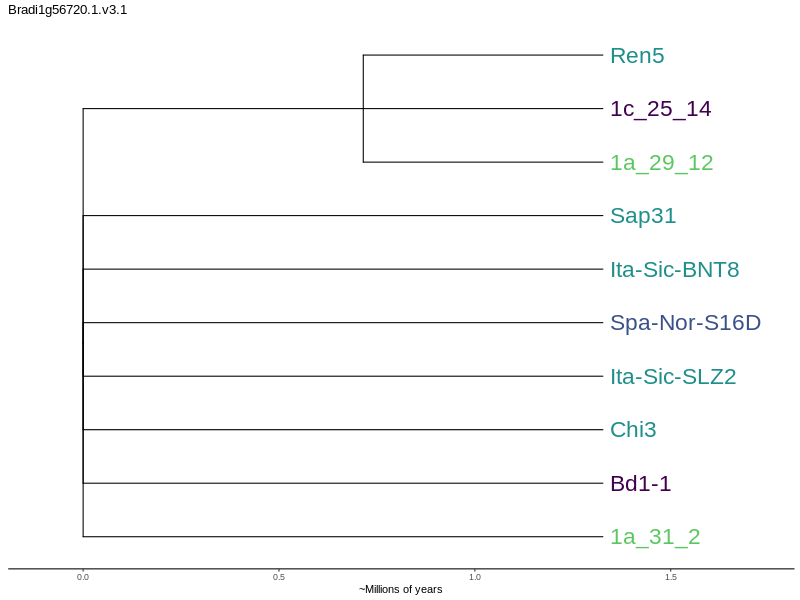 Bradi1g56720.1.v3.1
Ren5
1c_25_14
1a_29_12
Sap31
Ita-Sic-BNT8
Spa-Nor-S16D
Ita-Sic-SLZ2
Chi3
Bd1-1
1a_31_2
0.0 0.5 1.0 1.5
~Millions of years